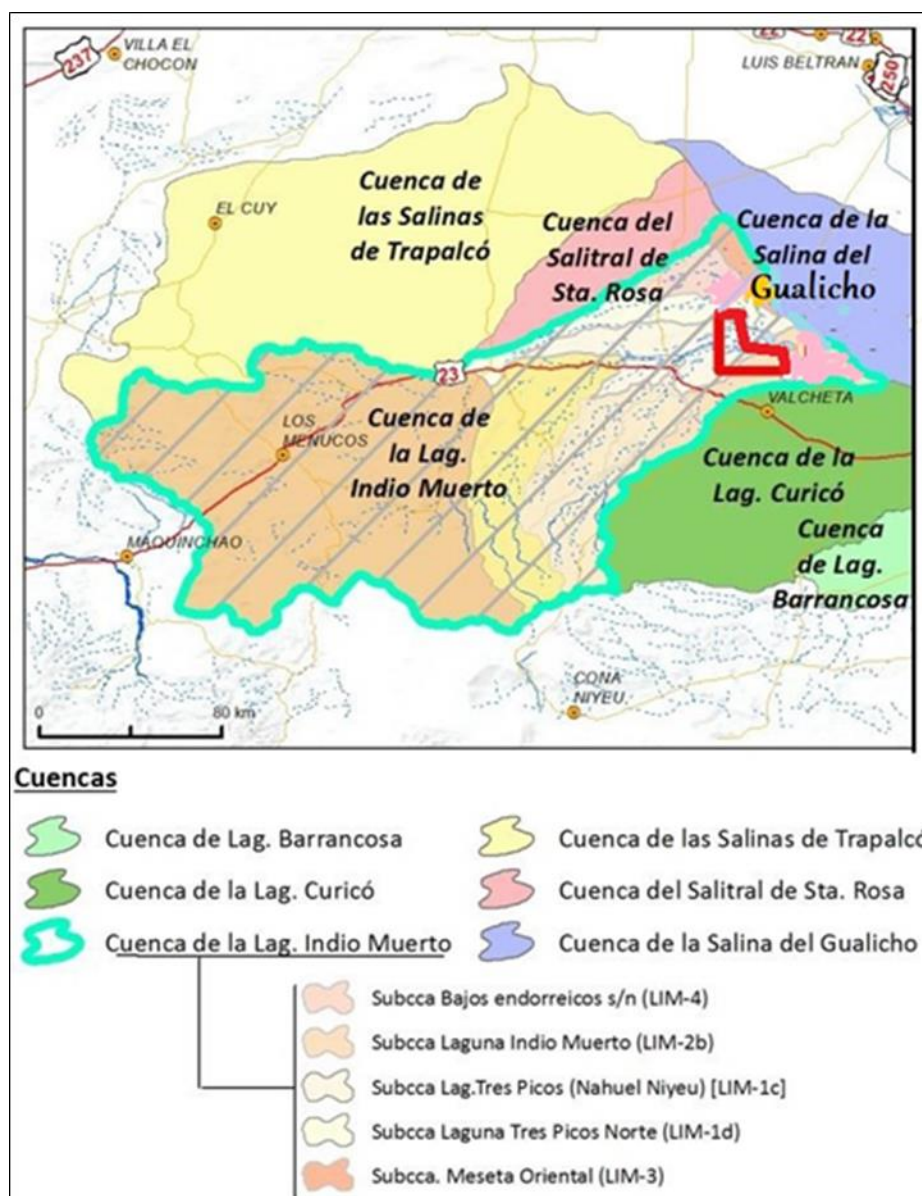 VILLA EL
CHOCON
237
22
22
LUIS BELTRAN
250
EL CUY
Cuenca de
las Salinas
de Trapalcó
Cuenca del
Salitral de
Sta. Rosa
Cuenca de la
Salina del
Gualicho
23
LOS
MENUCOS
Cuenca de
la Lag.
Indio Muerto
VALCHETA
Cuenca de la
Lag. Curicó
MAQUINCHAO
Cuenca
de Lag.
Barrancosa
CONA
NIYEU
0 80 km
Cuencas
Cuenca de Lag. Barrancosa
Cuenca de la Lag. Curicó
Cuenca de la Lag. Indio Muerto
Cuenca de las Salinas de Trapalcó
Cuenca del Salitral de Sta. Rosa
Cuenca de la Salina del Gualicho
Subcca Bajos endorreicos s/n (LIM-4)
Subcca Laguna Indio Muerto (LIM-2b)
Subcca Lag.Tres Picos (Nahuel Niyeu) [LIM-1c]
Subcca Laguna Tres Picos Norte (LIM-1d)
Subcca. Meseta Oriental (LIM-3)